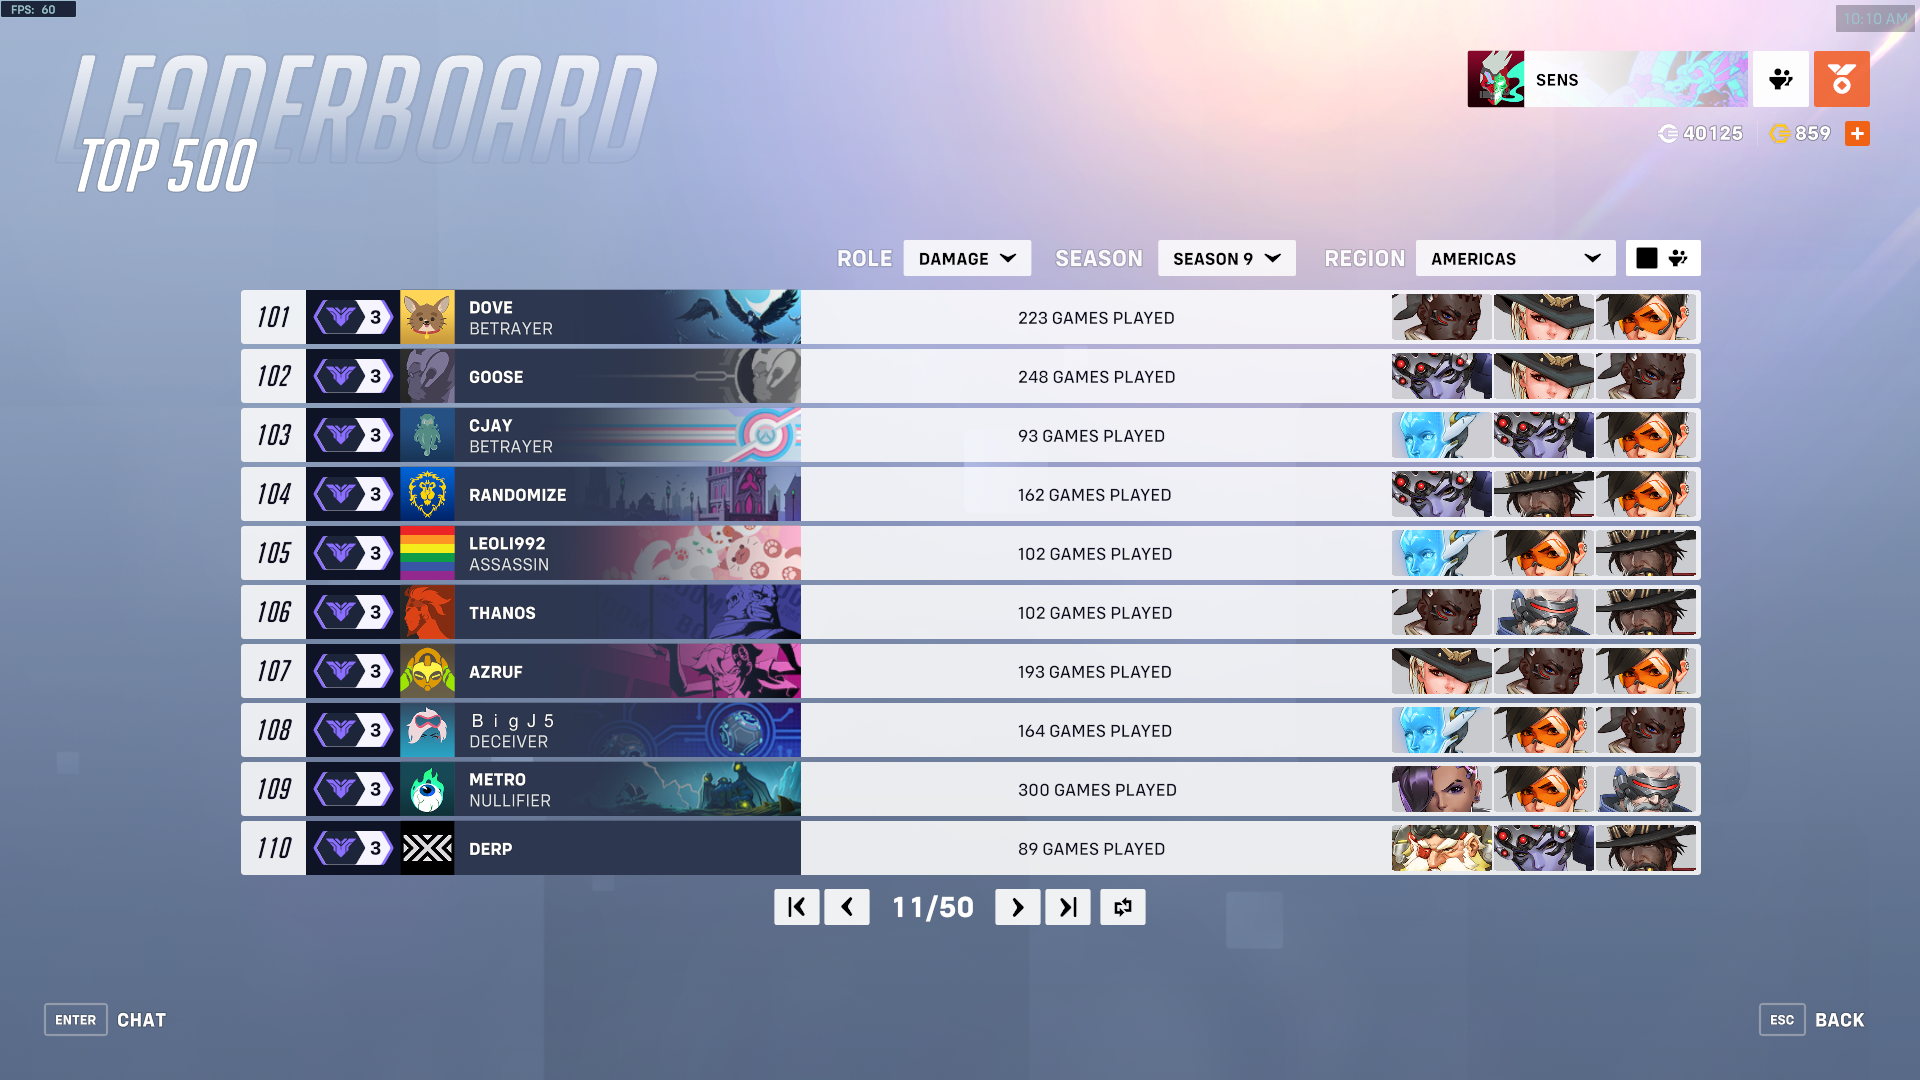 FPS: 60
10:10 AM
LEADERBOARD
TOP 500
SENS
40125
859
ROLE DAMAGE SEASON SEASON 9 REGION AMERICAS
101 3 DOVE 223 GAMES PLAYED
BETRAYER
102 3 GOOSE 248 GAMES PLAYED
103 3 CJAY 93 GAMES PLAYED
BETRAYER
104 3 RANDOMIZE 162 GAMES PLAYED
105 3 LEOLI992 102 GAMES PLAYED
ASSASSIN
106 3 THANOS 102 GAMES PLAYED
107 3 AZRUF 193 GAMES PLAYED
108 3 ＢｉｇＪ５ 164 GAMES PLAYED
DECEIVER
109 3 METRO 300 GAMES PLAYED
NULLIFIER
110 3 DERP 89 GAMES PLAYED
11/50
ENTER CHAT
ESC BACK